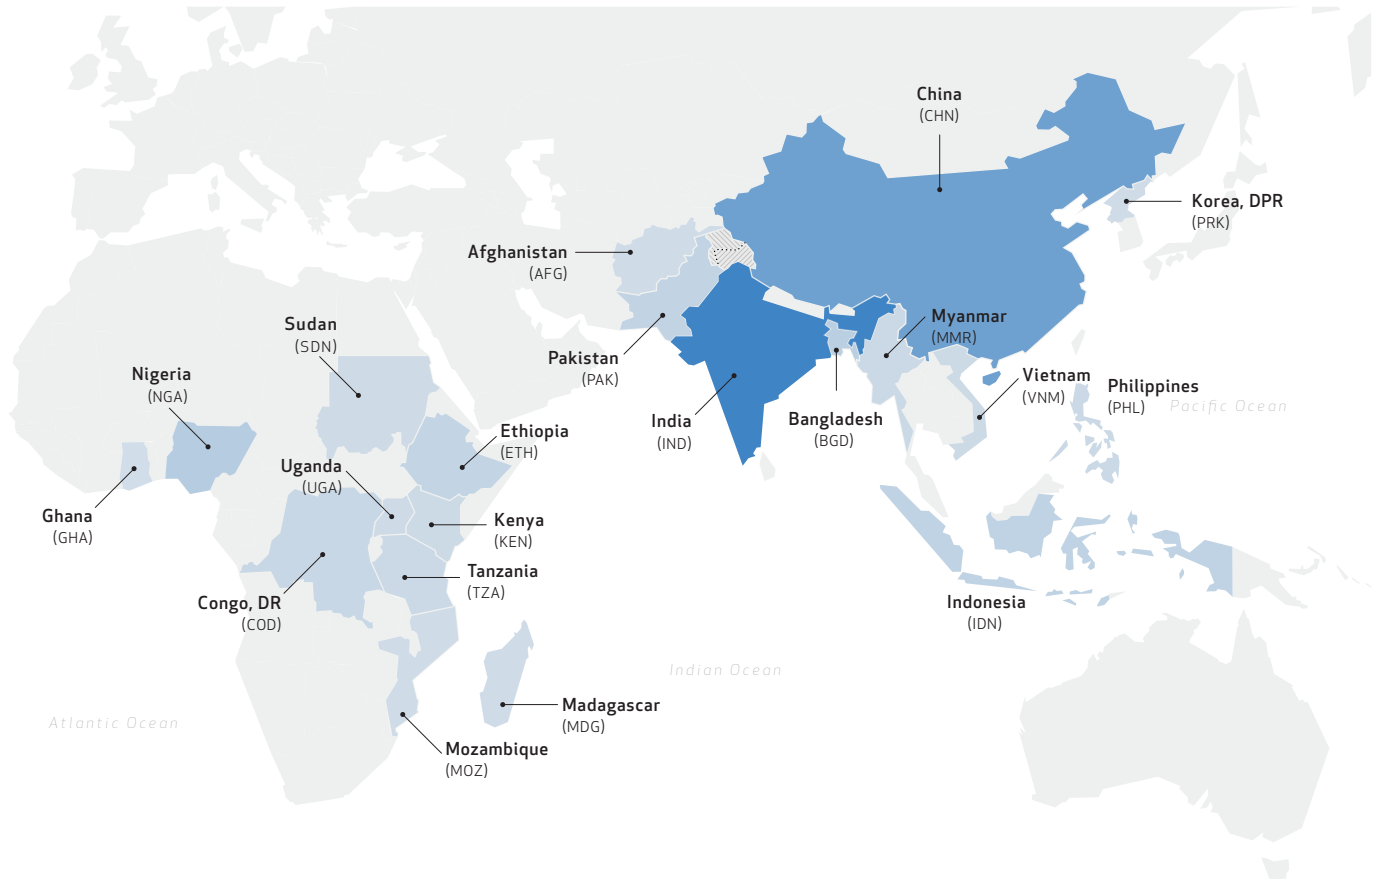 China
(CHN)
Korea, DPR
(PRK)
Afghanistan
(AFG)
Sudan
(SDN)
Myanmar
(MMR)
Pakistan
(PAK)
Nigeria
(NGA)
Vietnam
(VNM)
Philippines
(PHL)
Pacific Ocean
India
(IND)
Bangladesh
(BGD)
Ethiopia
(ETH)
Uganda
(UGA)
Ghana
(GHA)
Kenya
(KEN)
Tanzania
(TZA)
Congo, DR
(COD)
Indonesia
(IDN)
Indian Ocean
Madagascar
(MDG)
Atlantic Ocean
Mozambique
(MOZ)